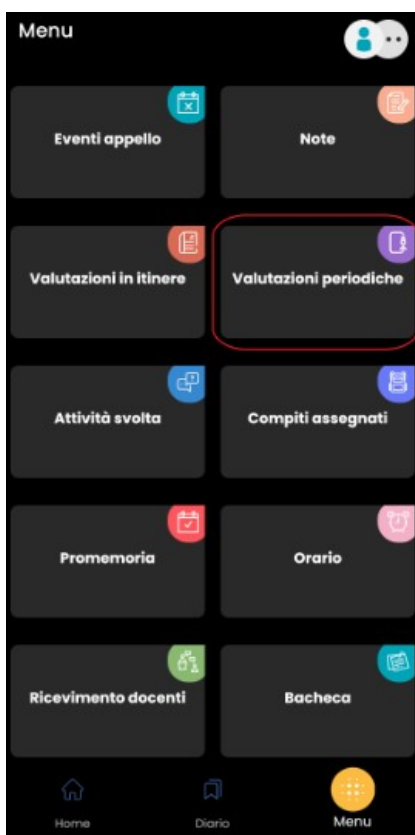 Menu
Eventi appello
Note
Valutazioni in itinere
Valutazioni periodiche
Attività svolta
Compiti assegnati
Promemoria
Orario
Ricevimento docenti
Bacheca
Home
Diario
Menu